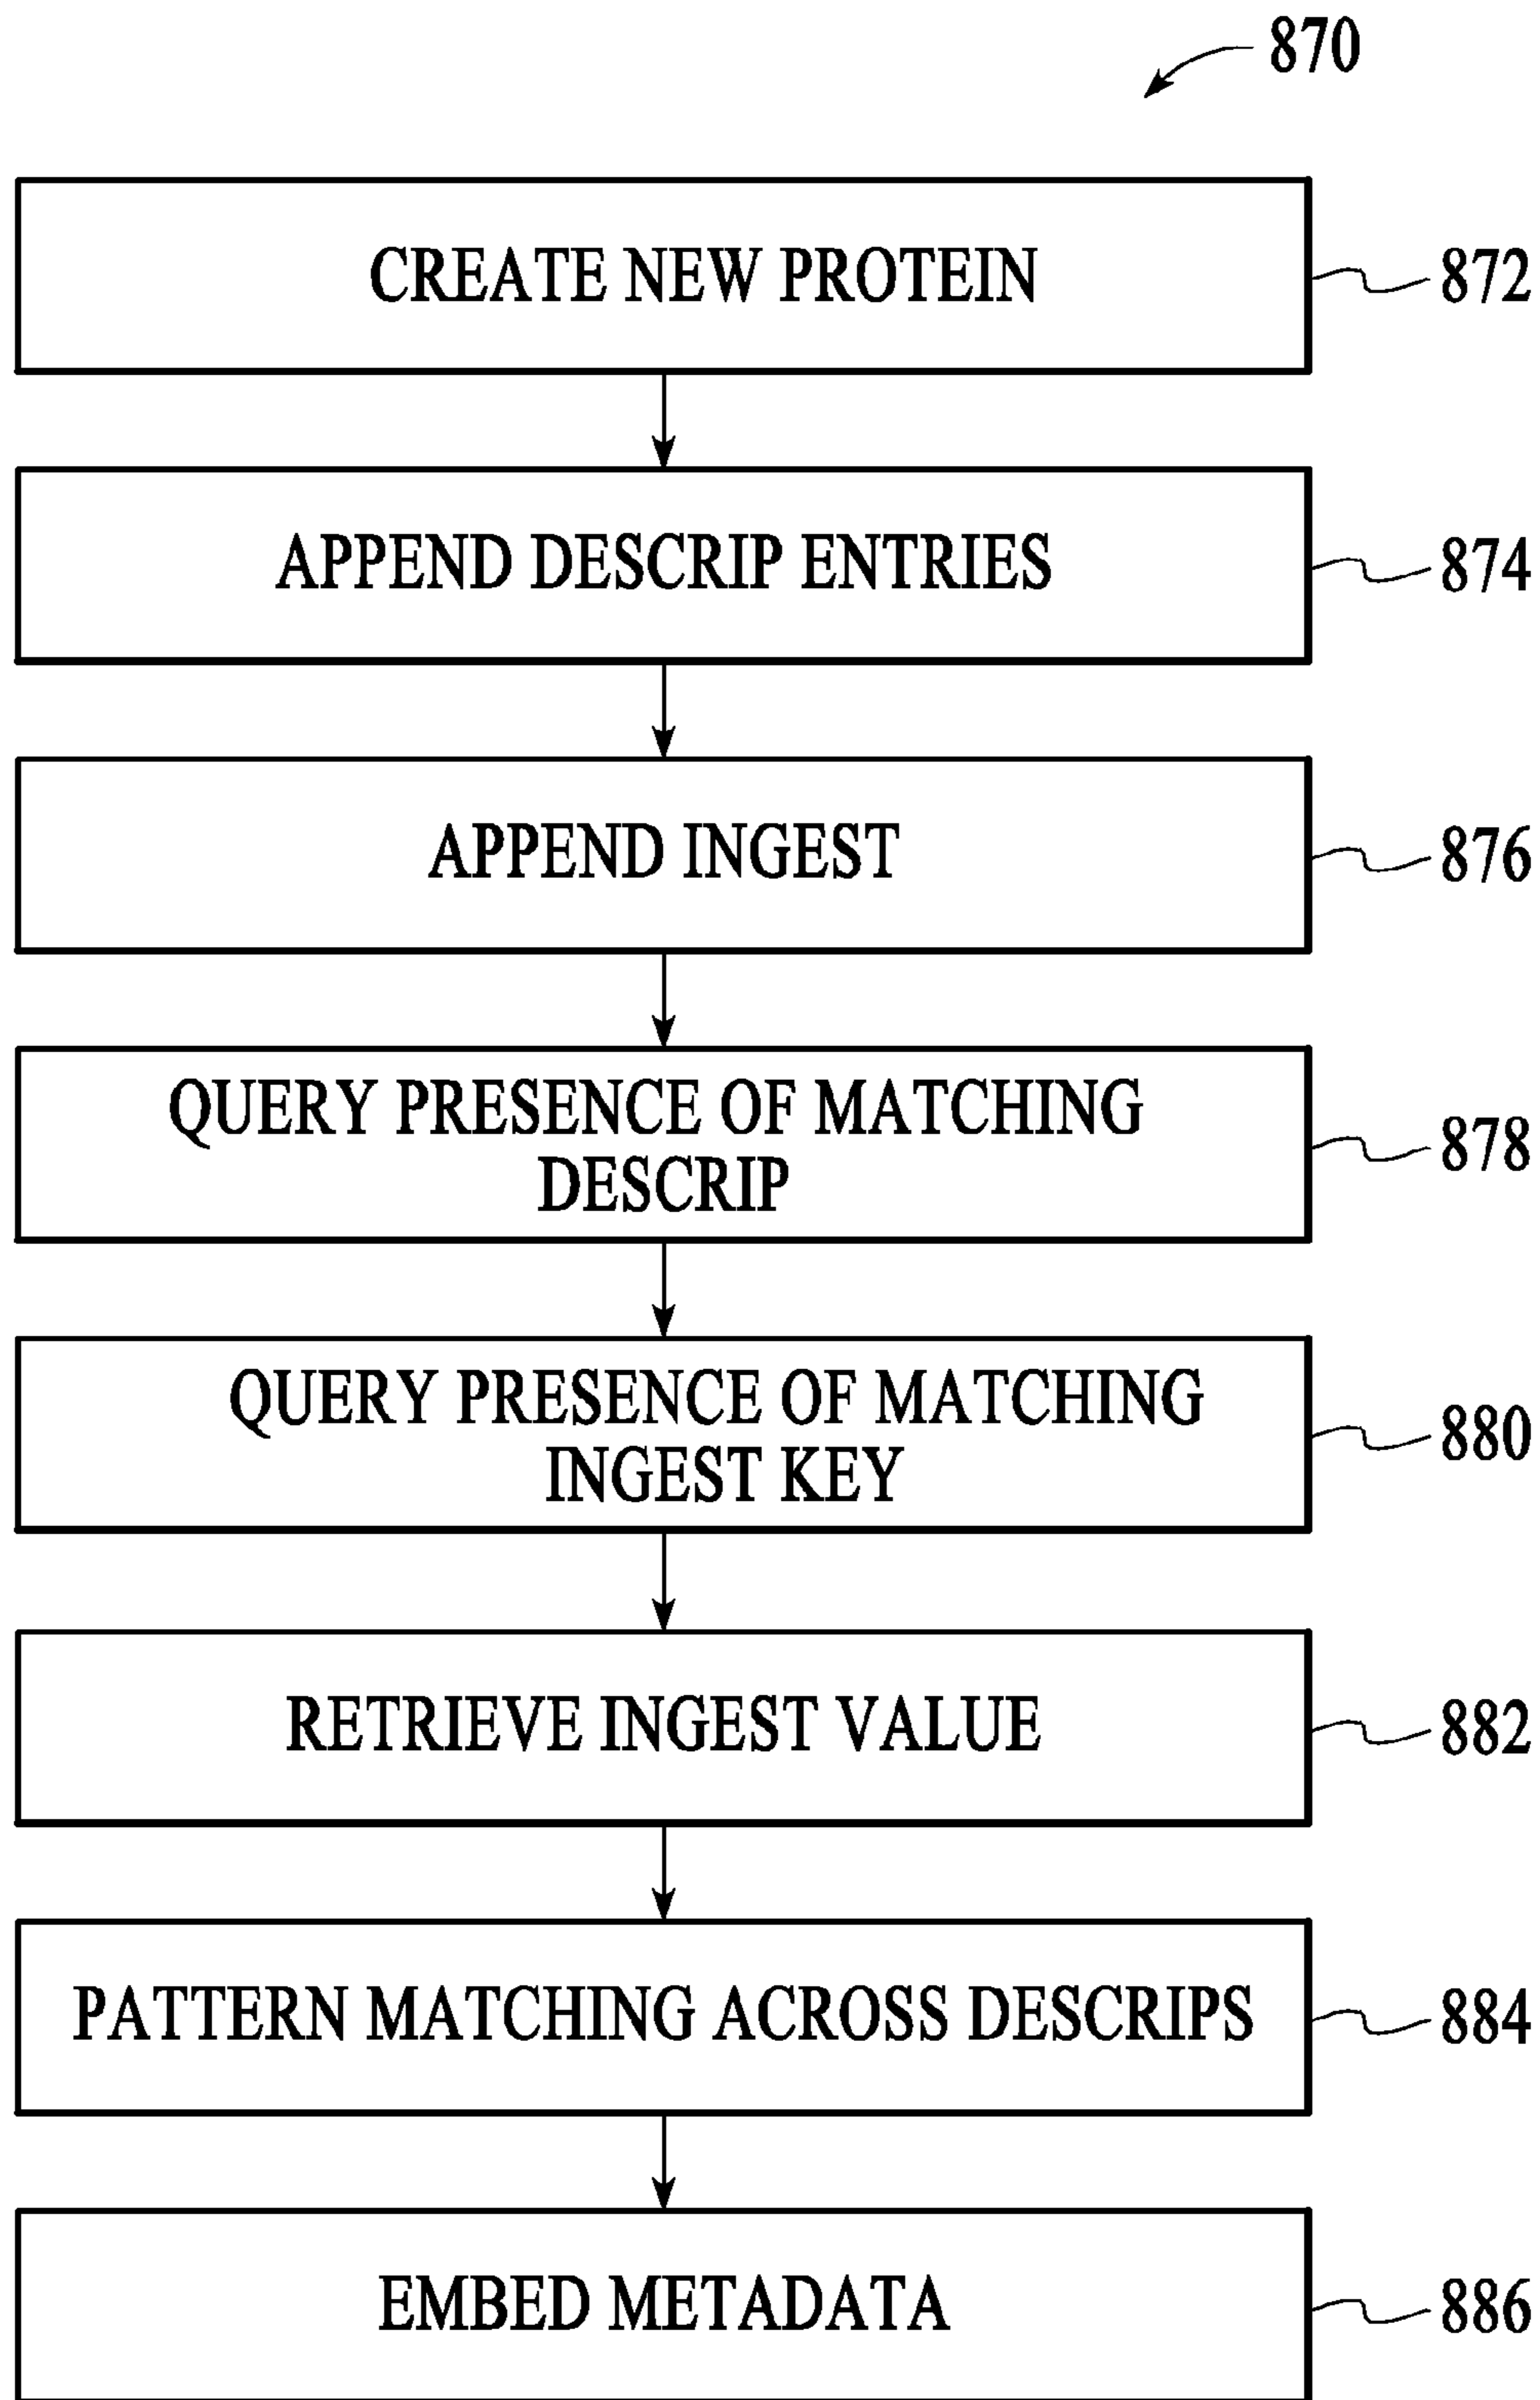 870
CREATE NEW PROTEIN
872
APPEND DESCRIP ENTRIES
874
APPEND INGEST
876
QUERY PRESENCE OF MATCHING
DESCRIP
878
QUERY PRESENCE OF MATCHING
INGEST KEY
880
RETRIEVE INGEST VALUE
882
PATTERN MATCHING ACROSS DESCRIPS
884
EMBED METADATA
886